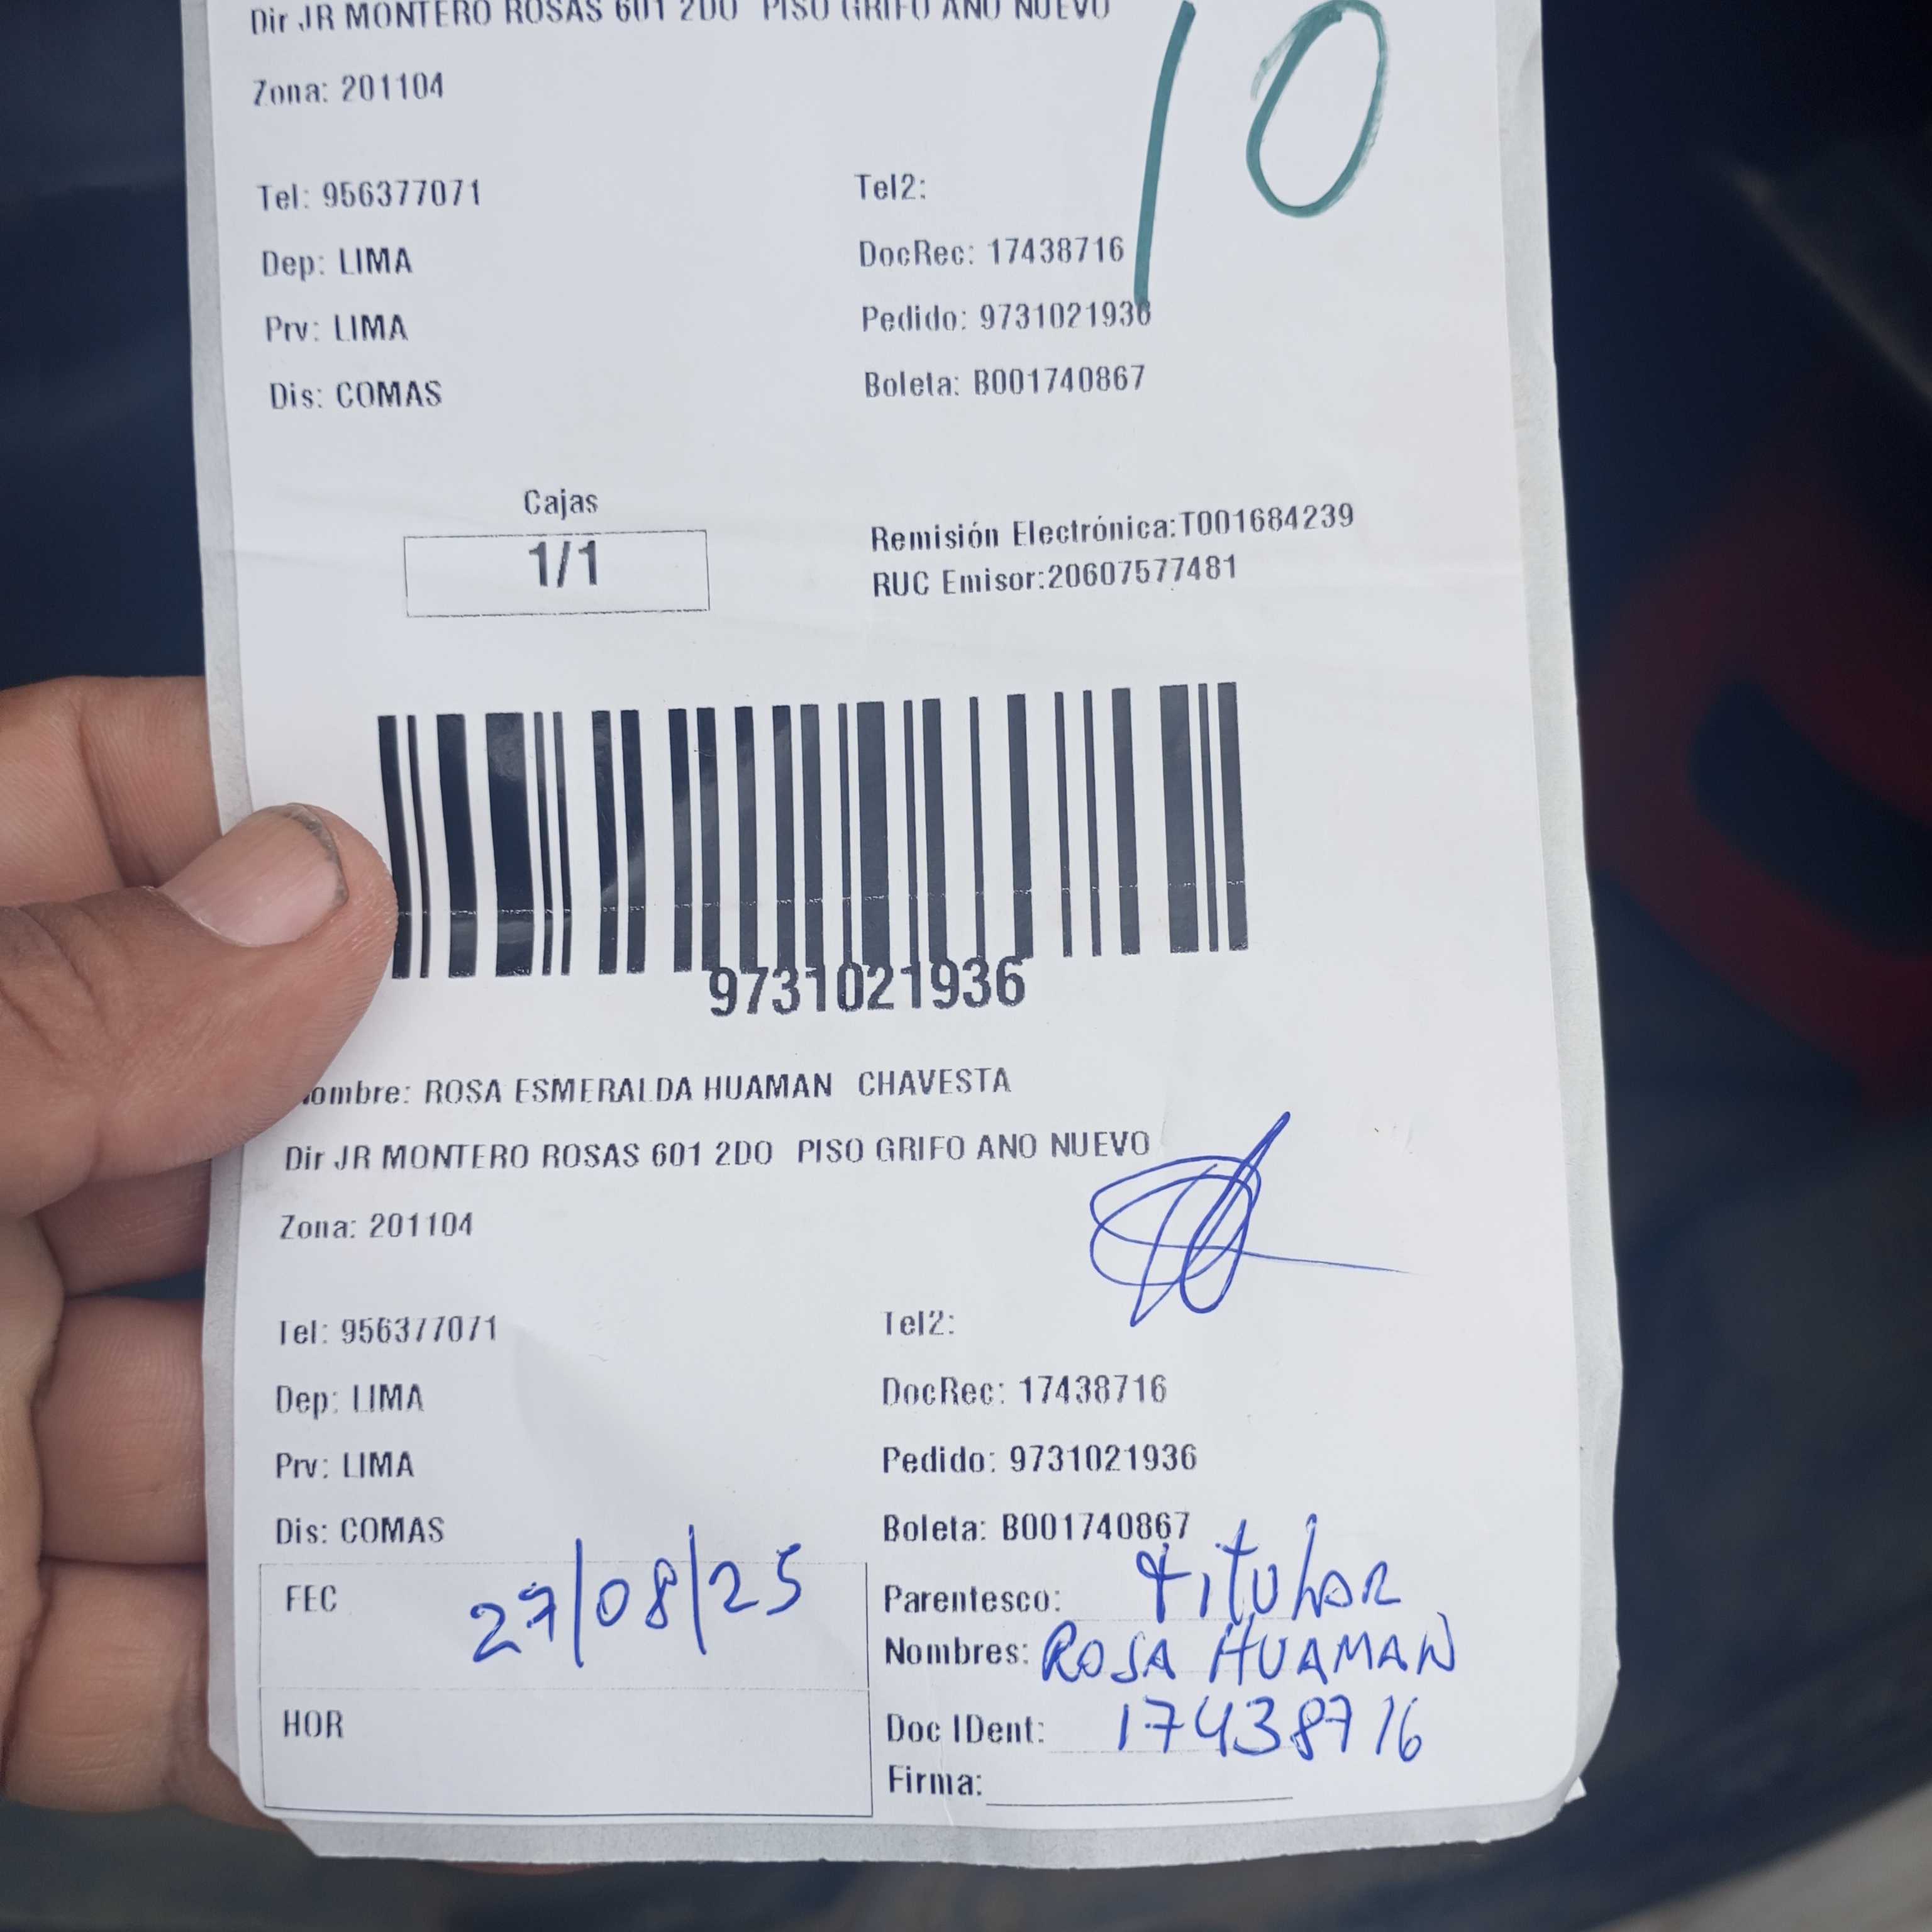 Dir JR MONTERO ROSAS 601 2DO PISO GRIFO ANO NUEVO
10
Zona: 201104
Tel: 956377071 Tel2:
Dep: LIMA DocRec: 17438716
Prv: LIMA Pedido: 9731021936
Dis: COMAS Boleta: B001740867
Cajas
1/1
Remisión Electrónica:T001684239
RUC Emisor:20607577481
9731021936
ombre: ROSA ESMERALDA HUAMAN CHAVESTA
Dir JR MONTERO ROSAS 601 2DO PISO GRIFO ANO NUEVO
Zona: 201104
Tel: 956377071 Tel2:
Dep: LIMA DocRec: 17438716
Prv: LIMA Pedido: 9731021936
Dis: COMAS Boleta: B001740867
FEC 27/08/25
HOR
Parentesco: titular
Nombres: ROSA HUAMAN
Doc IDent: 17438716
Firma: